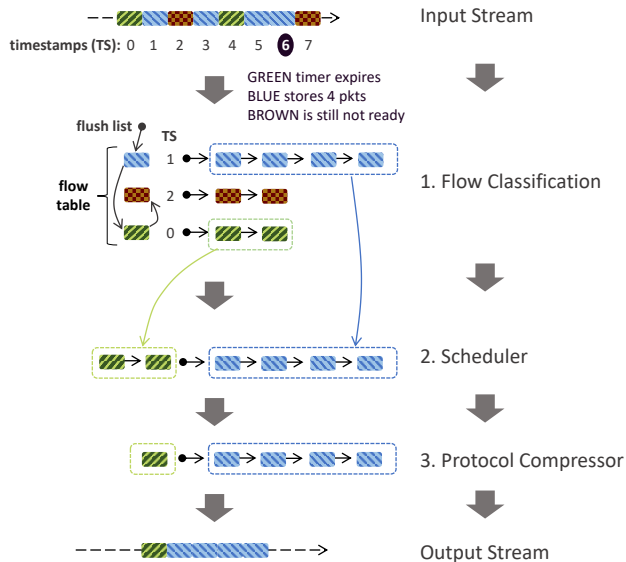 Input Stream
timestamps (TS): 0 1 2 3 4 5 6 7
GREEN timer expires
BLUE stores 4 pkts
BROWN is still not ready
flush list
TS
1
flow
table
2
0
1. Flow Classification
2. Scheduler
3. Protocol Compressor
Output Stream